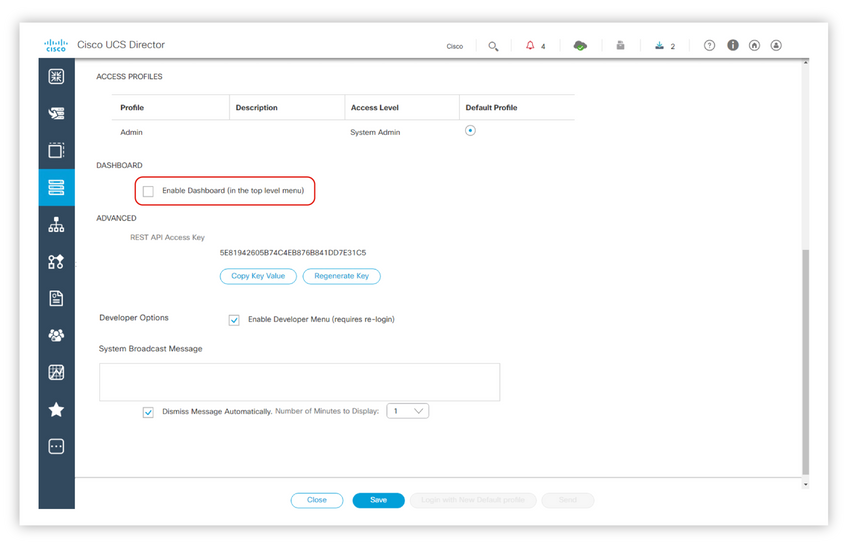 CISCO
Cisco UCS Director
Cisco
4
2
ACCESS PROFILES
Profile Description Access Level Default Profile
Admin System Admin
DASHBOARD
Enable Dashboard (in the top level menu)
ADVANCED
REST API Access Key
5E81942605B74C4EB876B841DD7E31C5
Copy Key Value Regenerate Key
Developer Options Enable Developer Menu (requires re-login)
System Broadcast Message
Dismiss Message Automatically. Number of Minutes to Display: 1
Close Save Login with New Default profile Send